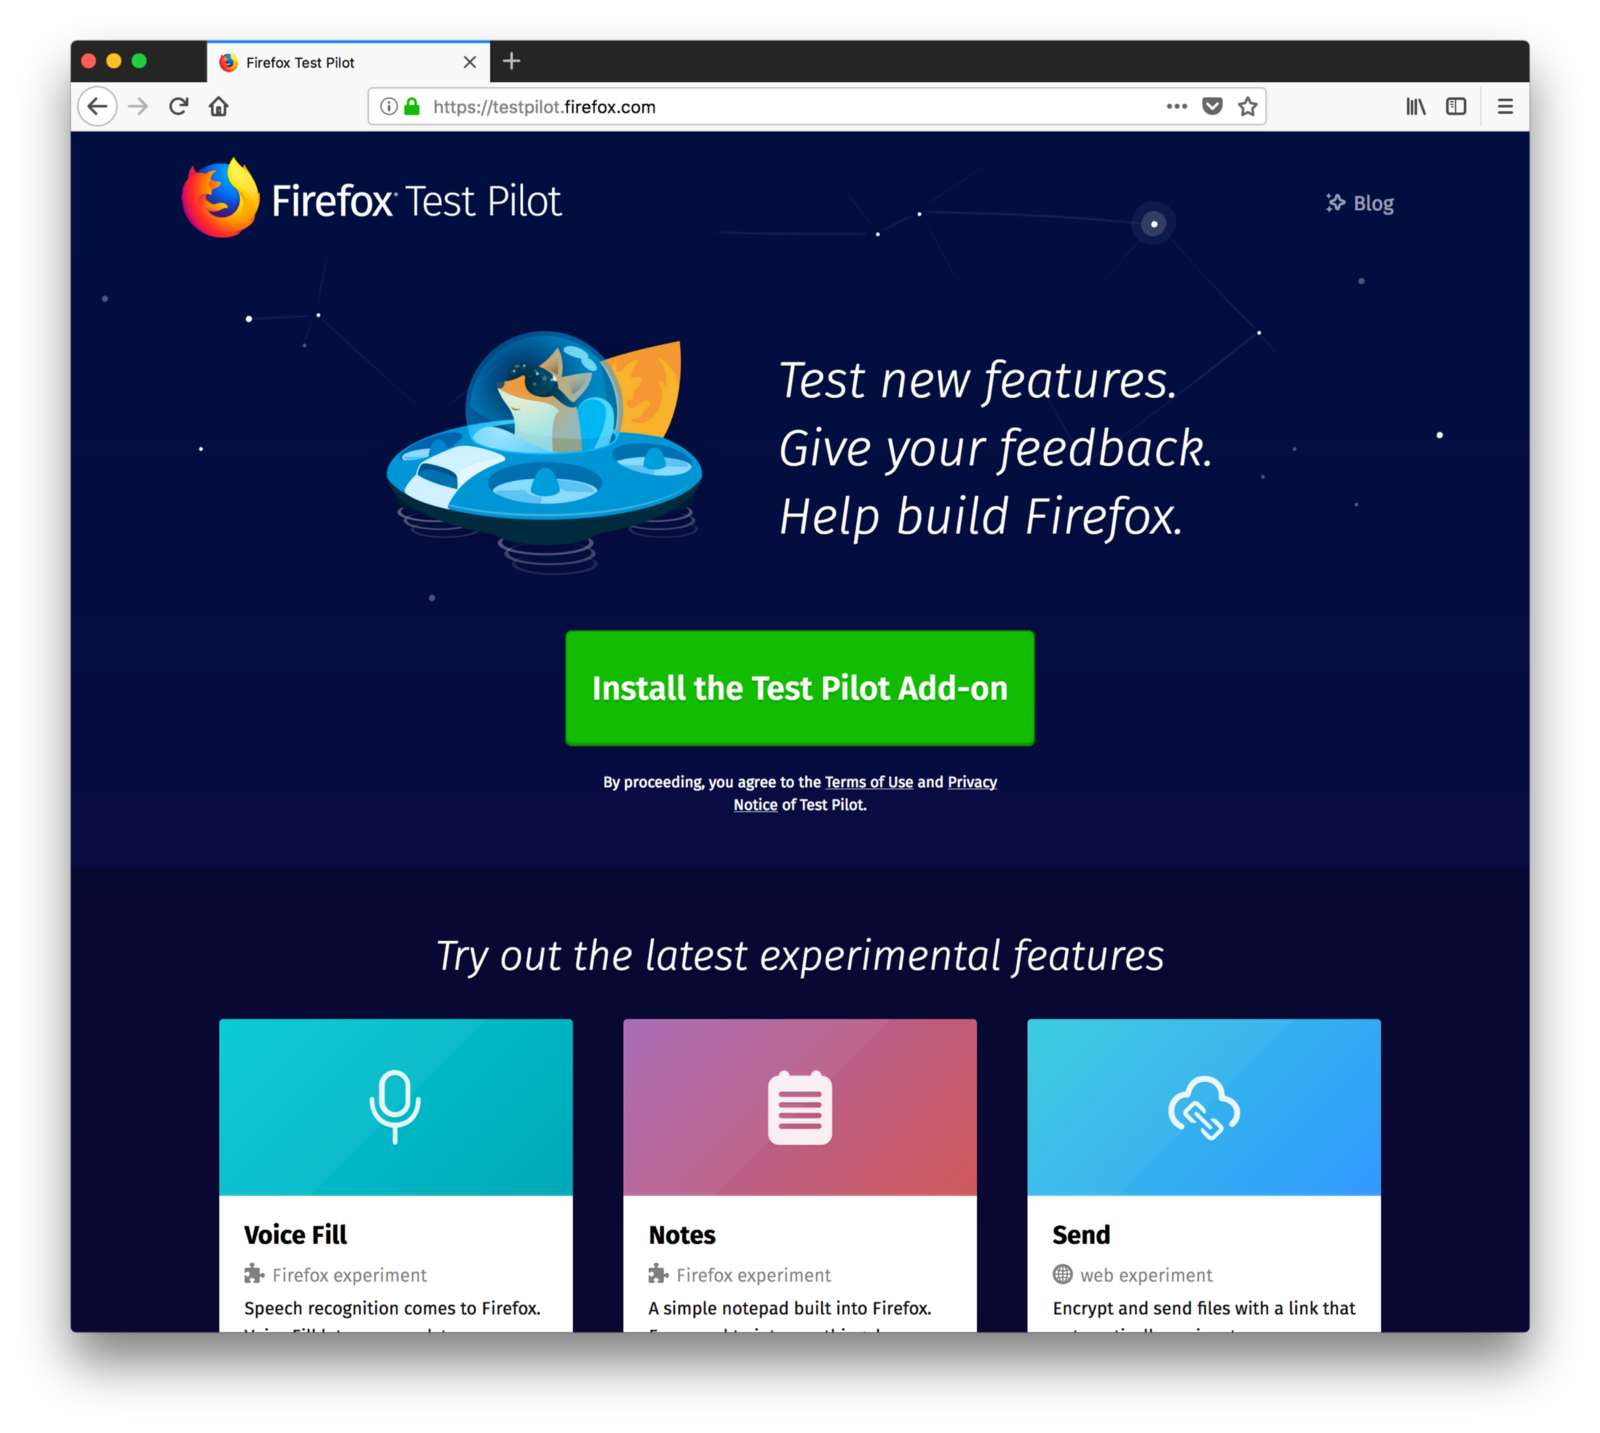 Firefox Test Pilot
https://testpilot.firefox.com
Firefox Test Pilot
Blog
Test new features.
Give your feedback.
Help build Firefox.
Install the Test Pilot Add-on
By proceeding, you agree to the Terms of Use and Privacy
Notice of Test Pilot.
Try out the latest experimental features
Voice Fill
Firefox experiment
Speech recognition comes to Firefox.
Notes
Firefox experiment
A simple notepad built into Firefox.
Send
web experiment
Encrypt and send files with a link that